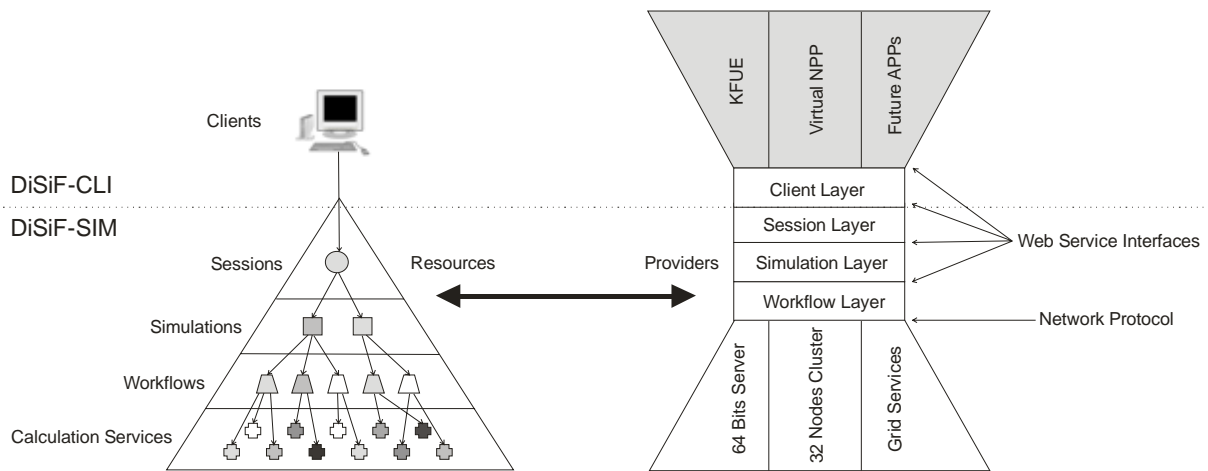 Clients
DiSiF-CLI
DiSiF-SIM
Sessions
Resources
Simulations
Workflows
Calculation Services
KFUE
Virtual NPP
Future APPs
Client Layer
Session Layer
Providers
Simulation Layer
Workflow Layer
Web Service Interfaces
Network Protocol
64 Bits Server
32 Nodes Cluster
Grid Services